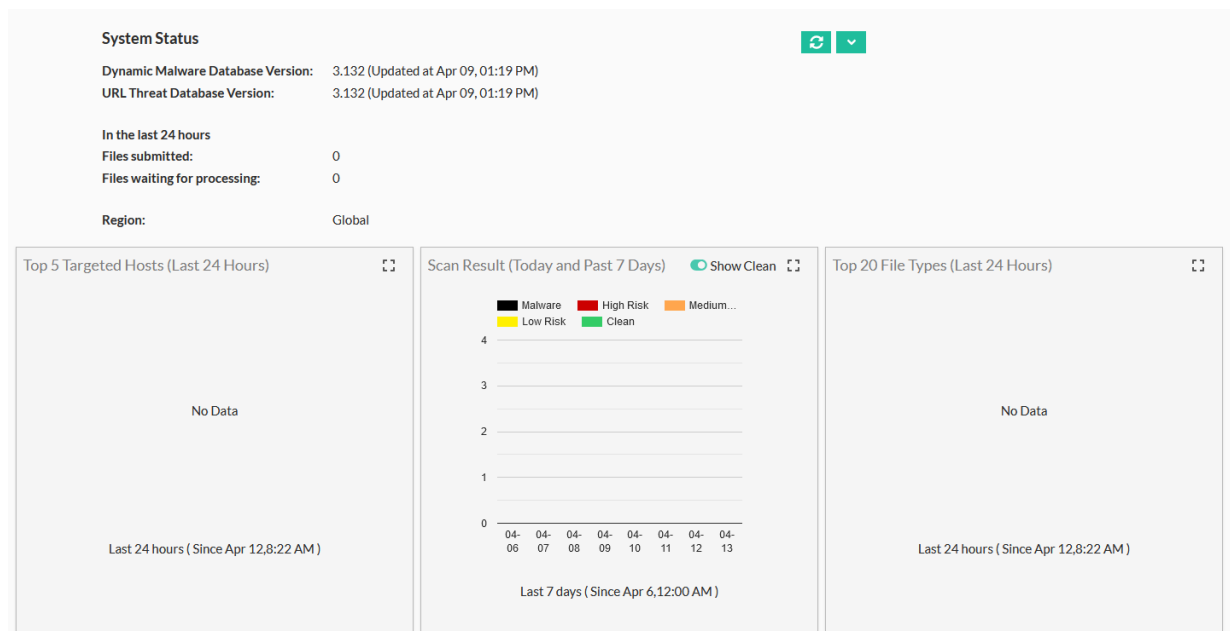 System Status
Dynamic Malware Database Version: 3.132 (Updated at Apr 09, 01:19 PM)
URL Threat Database Version: 3.132 (Updated at Apr 09, 01:19 PM)
In the last 24 hours
Files submitted: 0
Files waiting for processing: 0
Region: Global
Top 5 Targeted Hosts (Last 24 Hours)
No Data
Last 24 hours ( Since Apr 12,8:22 AM )
Scan Result (Today and Past 7 Days) Show Clean
Malware High Risk Medium...
Low Risk Clean
4
3
2
1
0
04- 04- 04- 04- 04- 04- 04- 04-
06 07 08 09 10 11 12 13
Last 7 days ( Since Apr 6,12:00 AM )
Top 20 File Types (Last 24 Hours)
No Data
Last 24 hours ( Since Apr 12,8:22 AM )